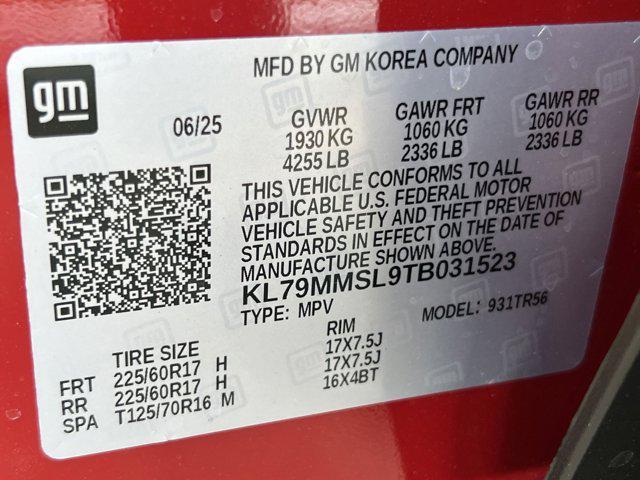 gm
MFD BY GM KOREA COMPANY
06/25
GVWR
1930 KG
4255 LB
GAWR FRT
1060 KG
2336 LB
GAWR RR
1060 KG
2336 LB
THIS VEHICLE CONFORMS TO ALL
APPLICABLE U.S. FEDERAL MOTOR
VEHICLE SAFETY AND THEFT PREVENTION
STANDARDS IN EFFECT ON THE DATE OF
MANUFACTURE SHOWN ABOVE.
KL79MMSL9TB031523
TYPE: MPV
MODEL: 931TR56
TIRE SIZE
RIM
FRT 225/60R17 H 17X7.5J
RR 225/60R17 H 17X7.5J
SPA T125/70R16 M 16X4BT